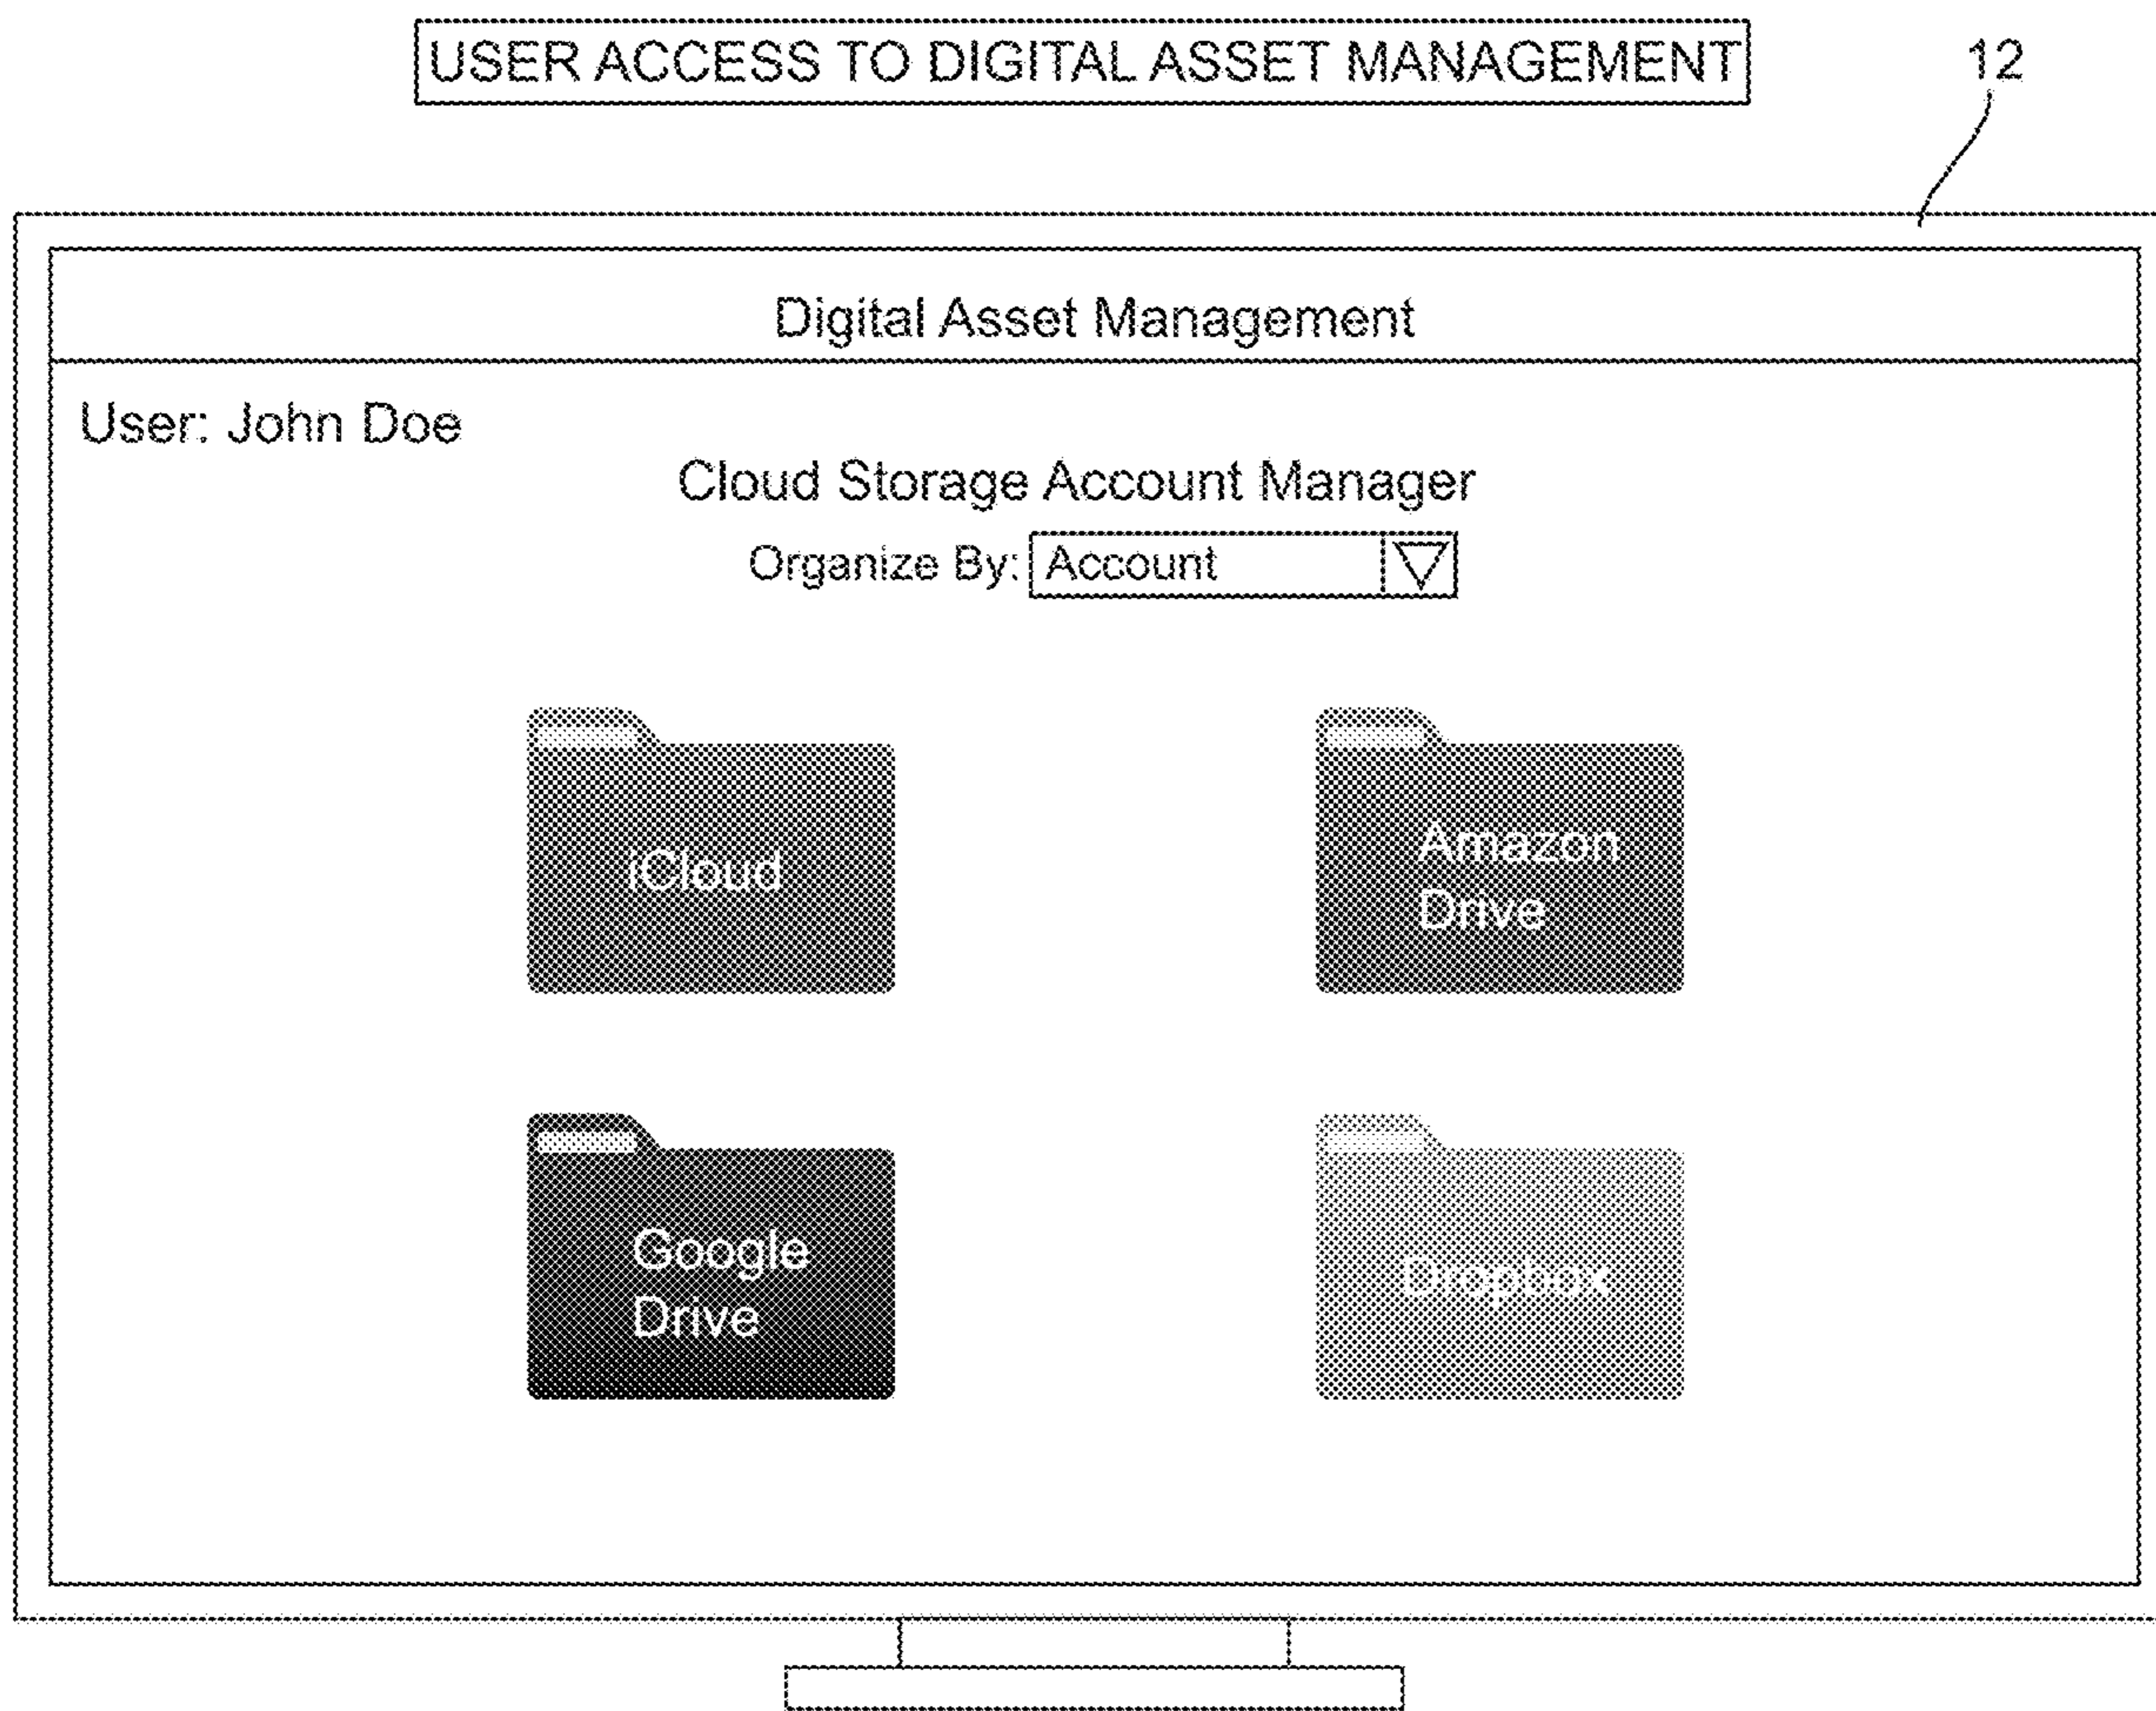 USER ACCESS TO DIGITAL ASSET MANAGEMENT
12
Digital Asset Management
User: John Doe
Cloud Storage Account Manager
Organize By: Account
iCloud
Amazon
Drive
Google
Drive
Dropbox